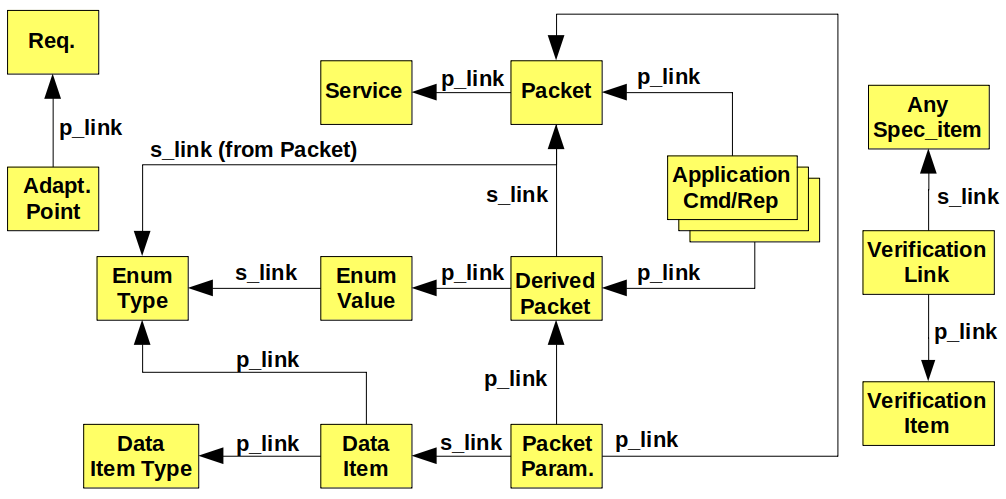 Req.
p_link
Adapt.
Point
Service
p_link
Packet
p_link
Application
Cmd/Rep
Any
Spec_item
s_link (from Packet)
s_link
s_link
Enum
Type
s_link
Enum
Value
p_link
Derived
Packet
p_link
Verification
Link
p_link
Verification
Item
p_link
p_link
Data
Item Type
p_link
Data
Item
s_link
Packet
Param.
p_link